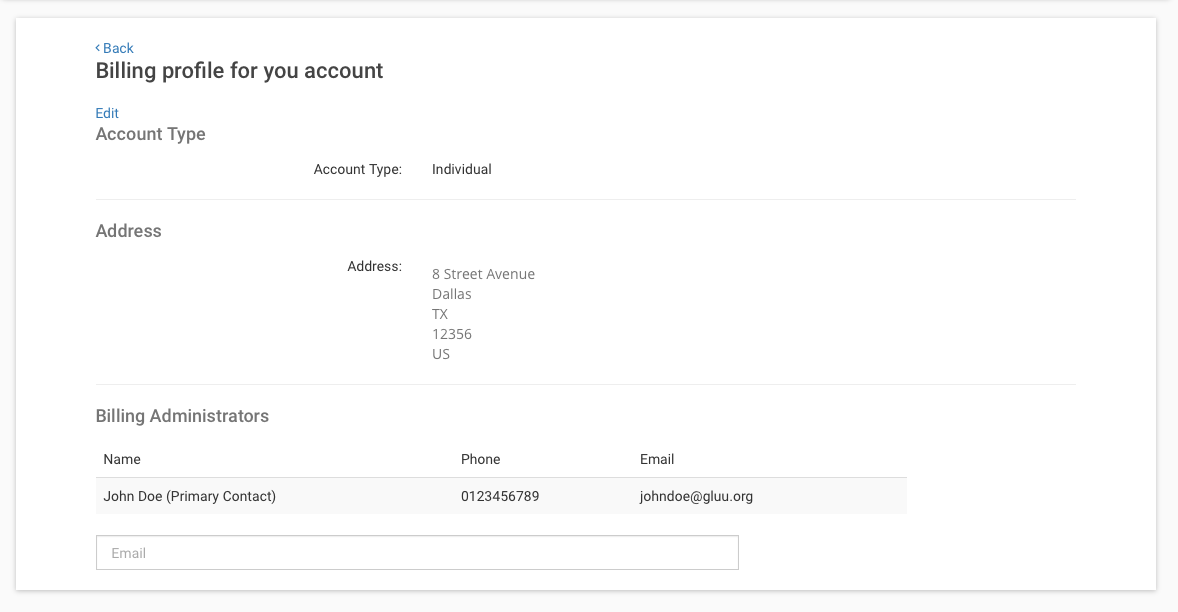 ‹ Back
Billing profile for you account
Edit
Account Type
Account Type: Individual
Address
Address: 8 Street Avenue
Dallas
TX
12356
US
Billing Administrators
Name Phone Email
John Doe (Primary Contact) 0123456789 johndoe@gluu.org
Email